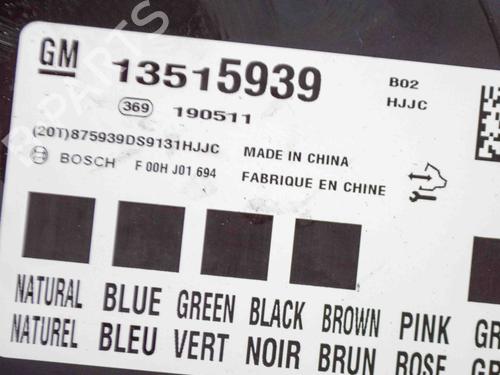 GM 13515939 B02
HJJC
369 190511
(20T)875939DS9131HJJC MADE IN CHINA
BOSCH F 00H J01 694 FABRIQUE EN CHINE
NATURAL BLUE GREEN BLACK BROWN PINK
NATUREL BLEU VERT NOIR BRUN ROSE